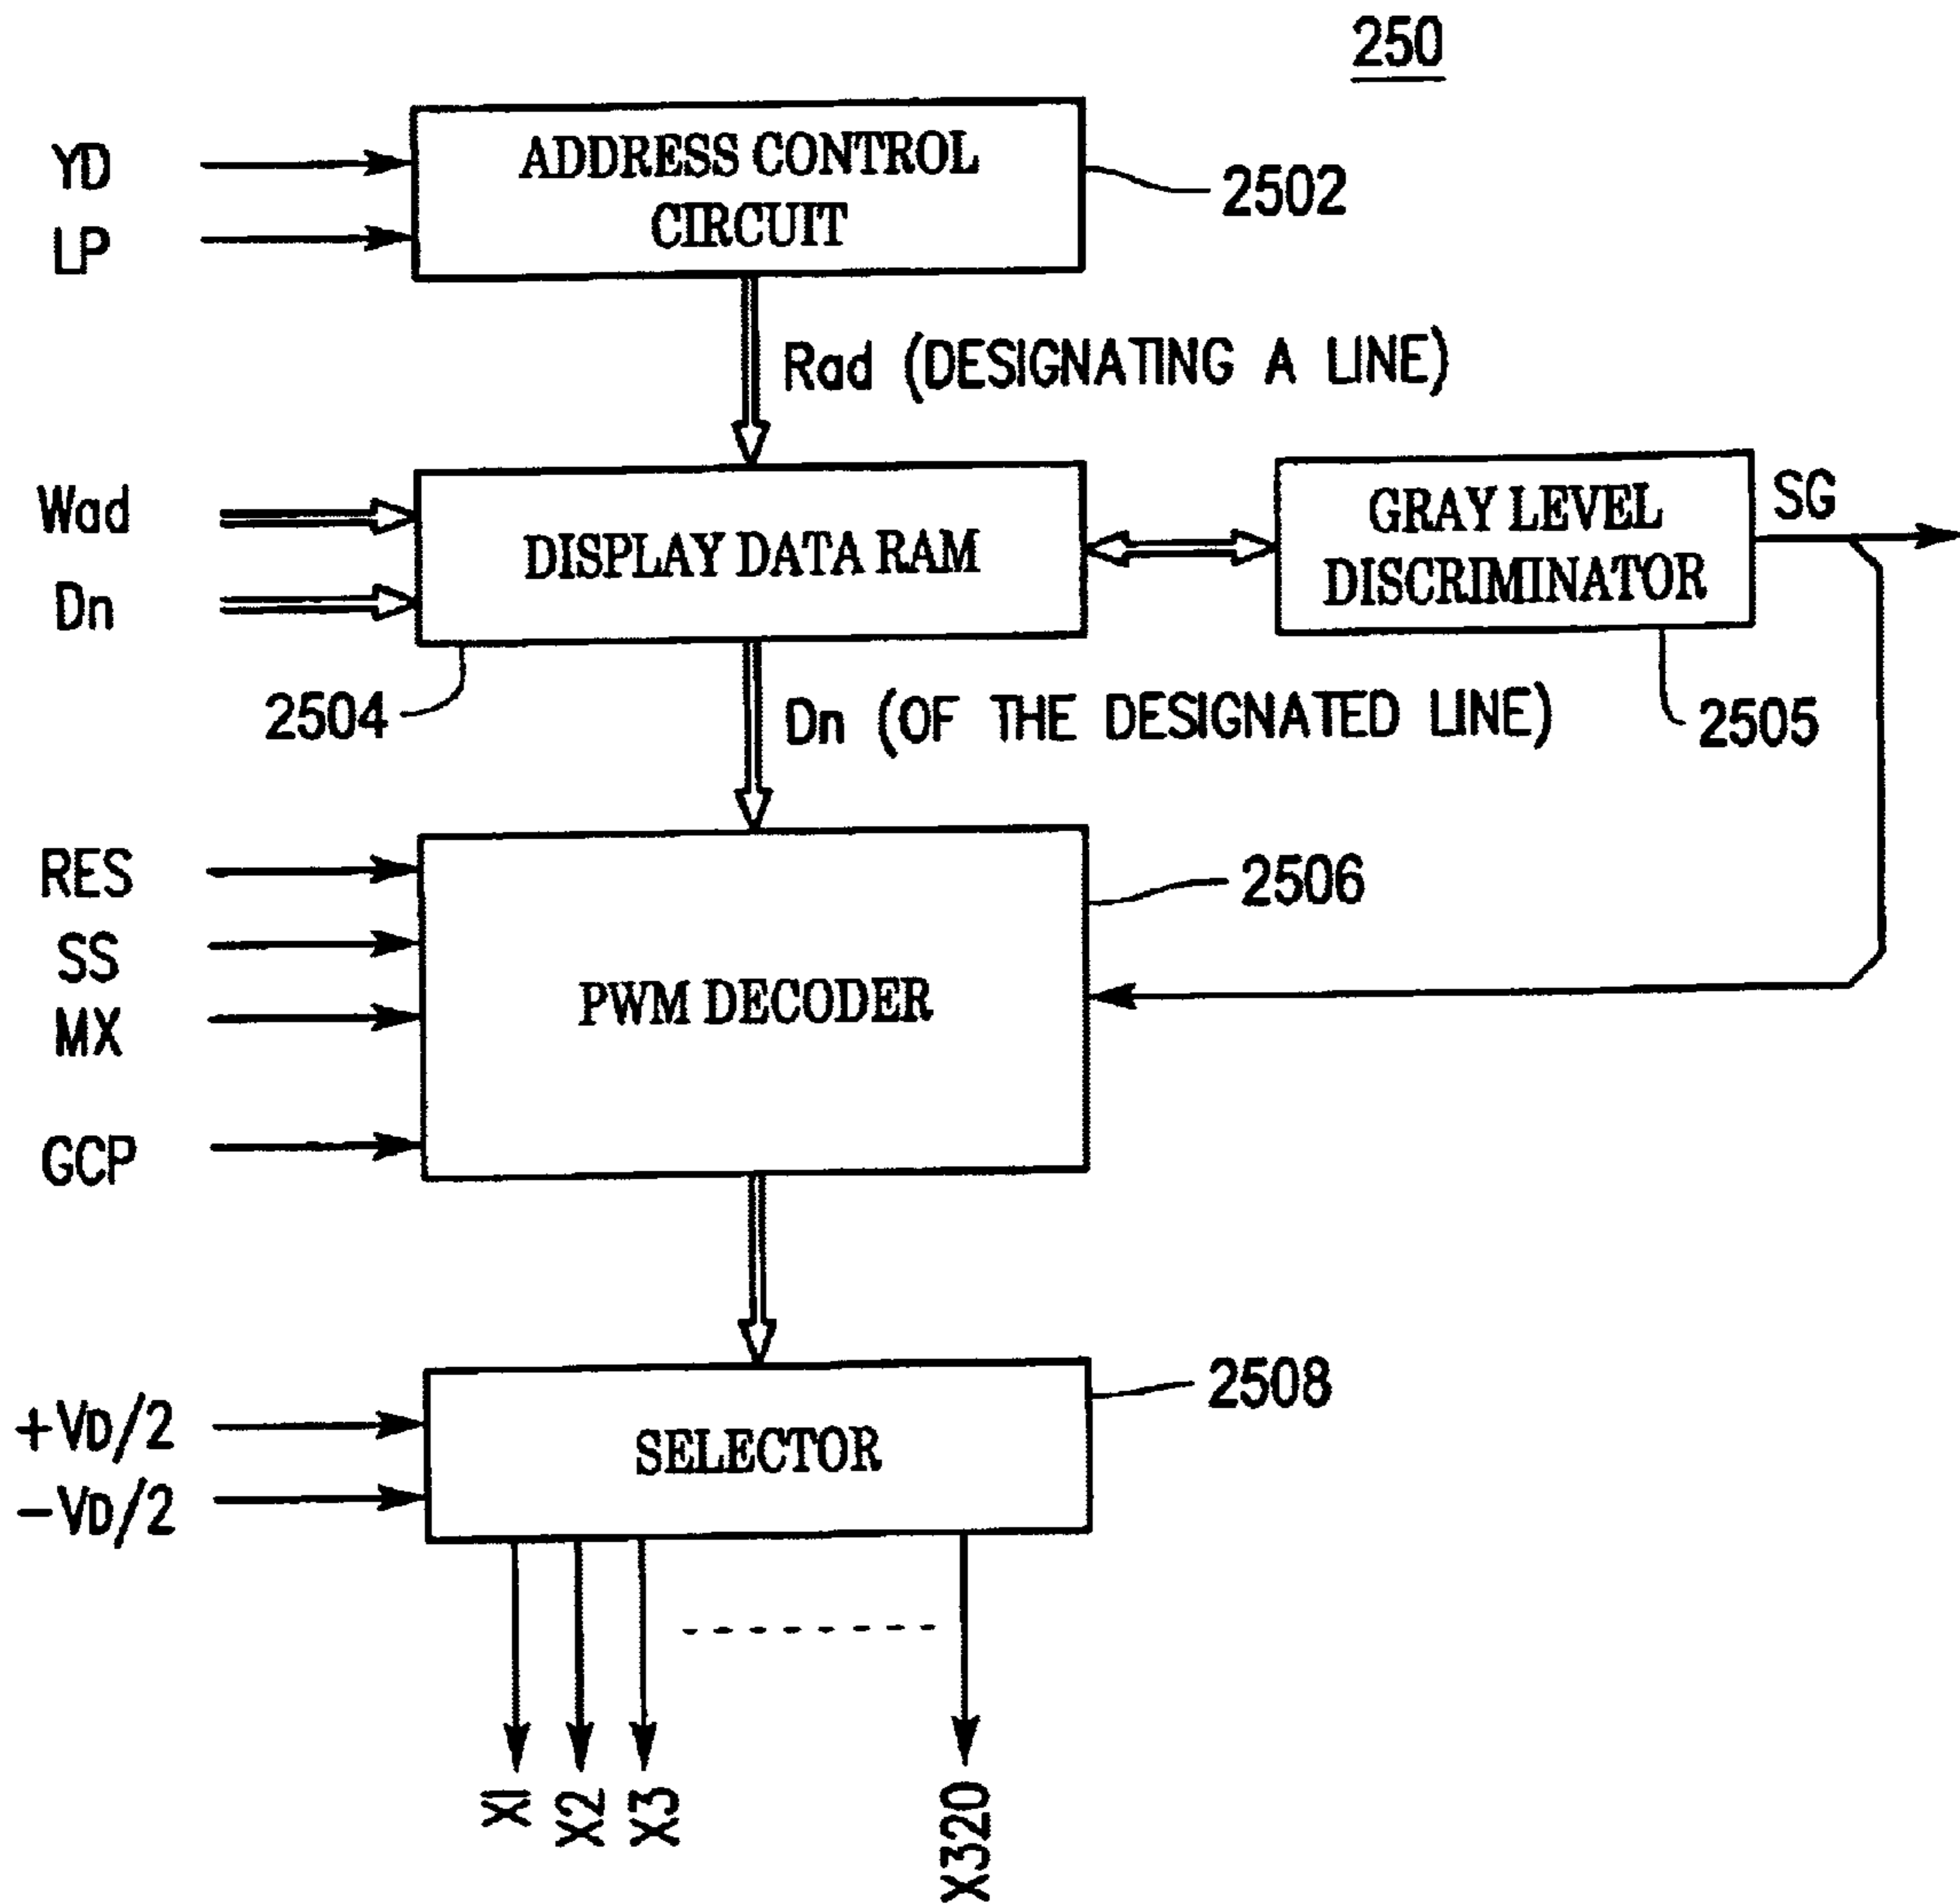 250
YD
LP
ADDRESS CONTROL
CIRCUIT
2502
Rad (DESIGNATING A LINE)
Wad
Dn
DISPLAY DATA RAM
GRAY LEVEL
DISCRIMINATOR
SG
2504
Dn (OF THE DESIGNATED LINE)
2505
RES
SS
MX
GCP
PWM DECODER
2506
+VD/2
-VD/2
SELECTOR
2508
X1
X2
X3
X320